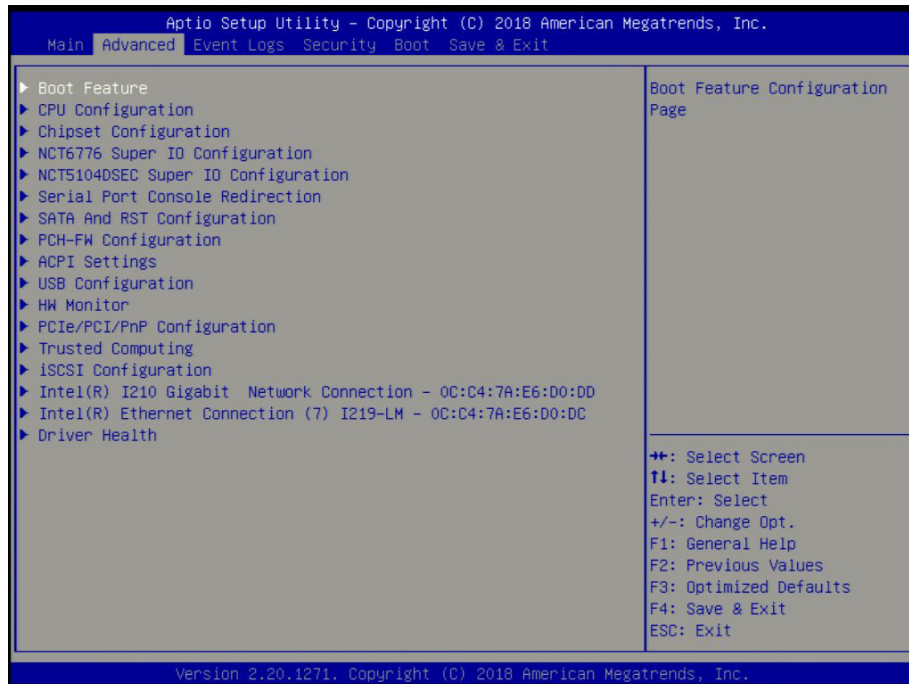 Aptio Setup Utility – Copyright (C) 2018 American Megatrends, Inc.
Main Advanced Event Logs Security Boot Save & Exit
▶ Boot Feature
▶ CPU Configuration
▶ Chipset Configuration
▶ NCT6776 Super IO Configuration
▶ NCT5104DSEC Super IO Configuration
▶ Serial Port Console Redirection
▶ SATA And RST Configuration
▶ PCH-FW Configuration
▶ ACPI Settings
▶ USB Configuration
▶ HW Monitor
▶ PCIe/PCI/PnP Configuration
▶ Trusted Computing
▶ iSCSI Configuration
▶ Intel(R) I210 Gigabit  Network Connection - 0C:C4:7A:E6:D0:DD
▶ Intel(R) Ethernet Connection (7) I219-LM - 0C:C4:7A:E6:D0:DC
▶ Driver Health
Boot Feature Configuration
Page
→←: Select Screen
↑↓: Select Item
Enter: Select
+/-: Change Opt.
F1: General Help
F2: Previous Values
F3: Optimized Defaults
F4: Save & Exit
ESC: Exit
Version 2.20.1271. Copyright (C) 2018 American Megatrends, Inc.